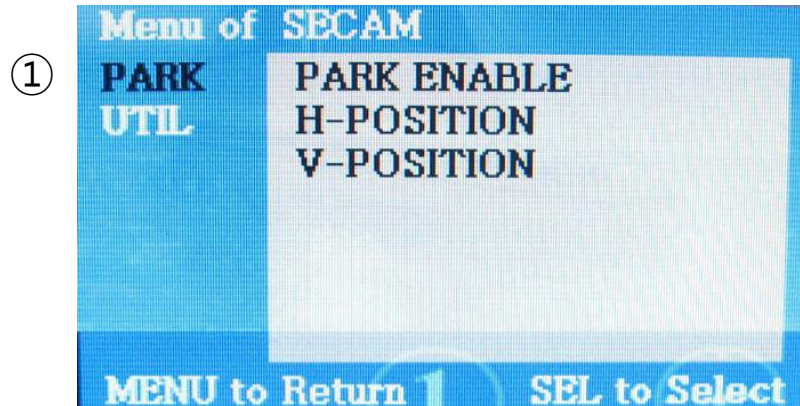 Menu of SECAM
①
PARK
UTIL
PARK ENABLE
H-POSITION
V-POSITION
MENU to Return
SEL to Select